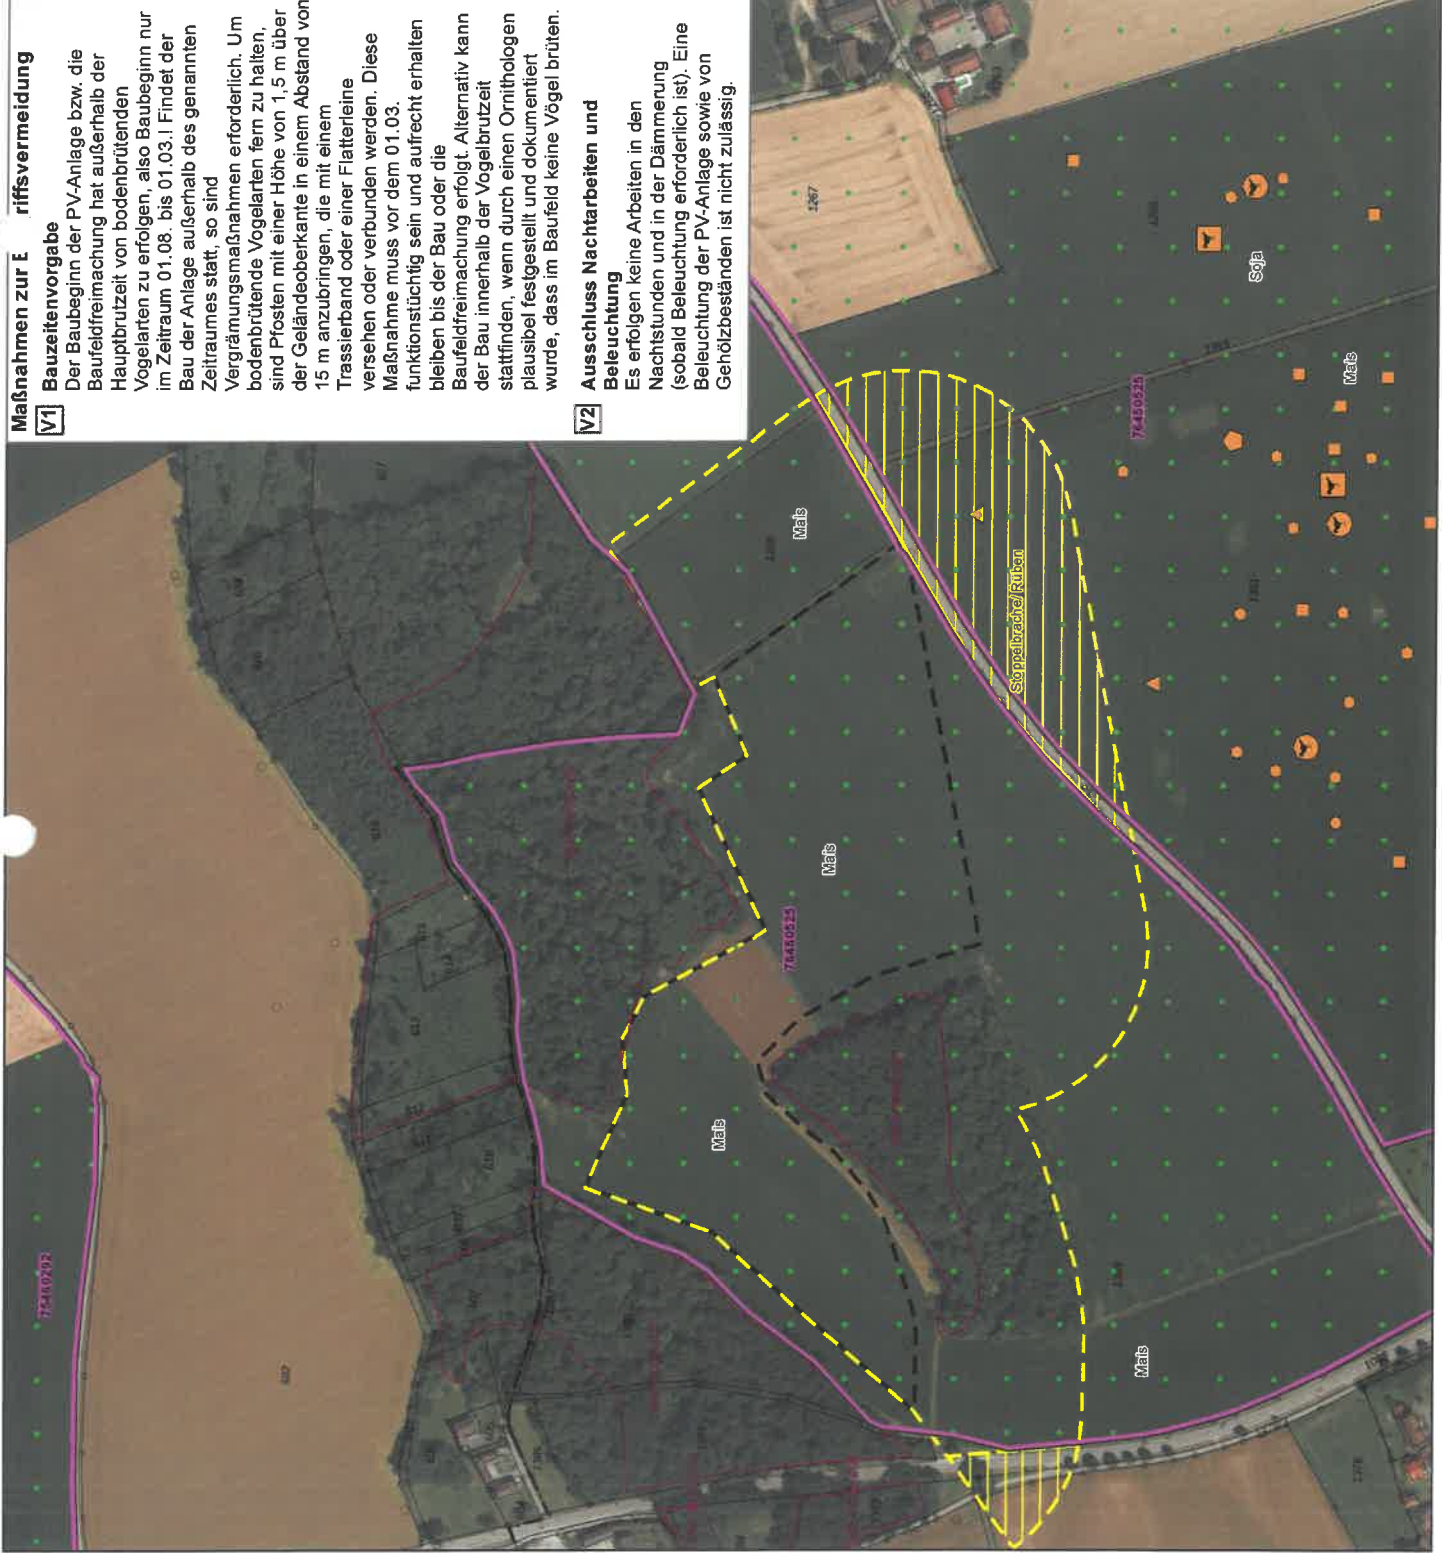 Maßnahmen zur E riffsvermeidung
V1 Bauzeitenvorgabe
Der Baubeginn der PV-Anlage bzw. die
Baufeldfreimachung hat außerhalb der
Hauptbrutzeit von bodenbrütenden
Vogelarten zu erfolgen, also Baubeginn nur
im Zeitraum 01.08. bis 01.03.! Findet der
Bau der Anlage außerhalb des genannten
Zeitraumes statt, so sind
Vergrämungsmaßnahmen erforderlich. Um
bodenbrütende Vogelarten fern zu halten,
sind Pfosten mit einer Höhe von 1,5 m über
der Geländeoberkante in einem Abstand von
15 m anzubringen, die mit einem
Trassierband oder einer Flatterleine
versehen oder verbunden werden. Diese
Maßnahme muss vor dem 01.03.
funktionstüchtig sein und aufrecht erhalten
bleiben bis der Bau oder die
Baufeldfreimachung erfolgt. Alternativ kann
der Bau innerhalb der Vogelbrutzeit
stattfinden, wenn durch einen Ornithologen
plausibel festgestellt und dokumentiert
wurde, dass im Baufeld keine Vögel brüten.
V2 Ausschluss Nachtarbeiten und
Beleuchtung
Es erfolgen keine Arbeiten in den
Nachtstunden und in der Dämmerung
(sobald Beleuchtung erforderlich ist). Eine
Beleuchtung der PV-Anlage sowie von
Gehölzbeständen ist nicht zulässig.
76460292
Mais
76460525
Mais
Mais
Mais
Stoppelbrache/ Rüben
76450525
1267
Soja
Mais
Mais